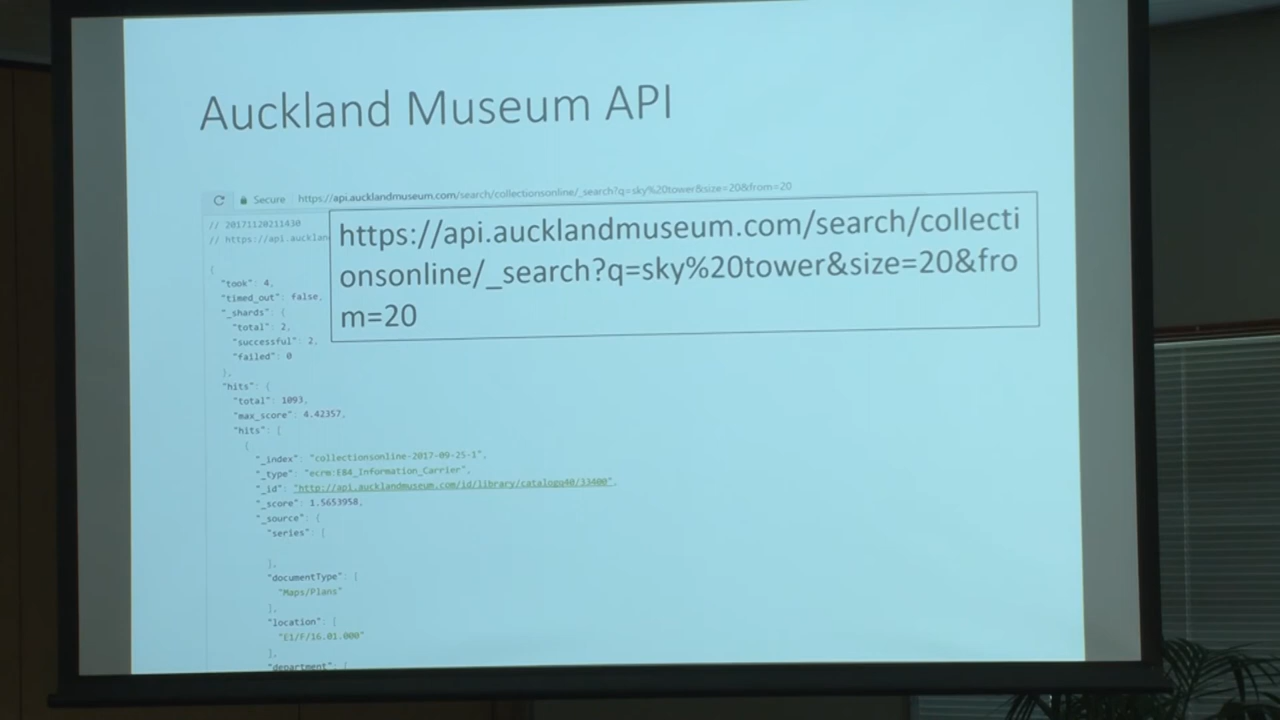 Auckland Museum API
Secure https://api.aucklandmuseum.com/search/collectionsonline/_search?q=sky%20tower&size=20&from=20
// 20171120211430
// https://api.aucklan
https://api.aucklandmuseum.com/search/collecti
onsonline/_search?q=sky%20tower&size=20&fro
m=20
{
"took": 4,
"timed_out": false,
"_shards": {
"total": 2,
"successful": 2,
"failed": 0
},
"hits": {
"total": 1093,
"max_score": 4.42357,
"hits": [
{
"_index": "collectionsonline-2017-09-25-1",
"_type": "ecrm:E84_Information_Carrier",
"_id": "http://api.aucklandmuseum.com/id/library/catalogq40/33400",
"_score": 1.5653958,
"_source": {
"series": [
],
"documentType": [
"Maps/Plans"
],
"location": [
"E1/F/16.01.000"
],
"department": [